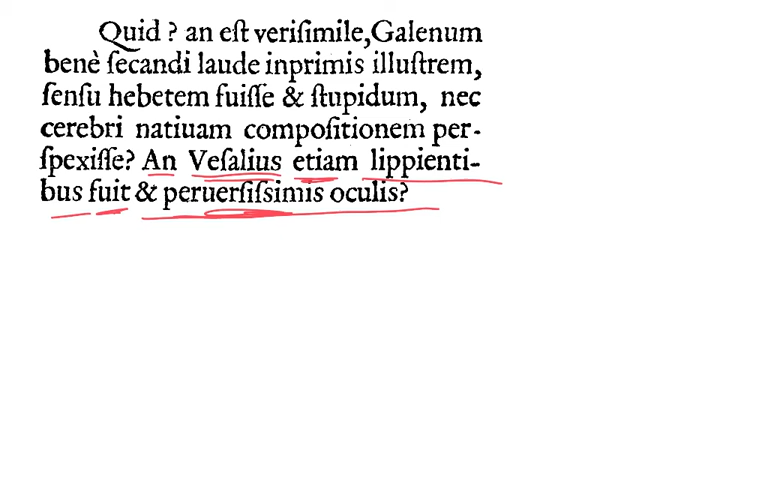 Quid ? an eſt veriſimile,Galenum
benè ſecandi laude inprimis illuſtrem,
ſenſu hebetem fuiſſe & ſtupidum, nec
cerebri natiuam compoſitionem per-
ſpexiſſe? An Veſalius etiam lippienti-
bus fuit & peruerſiſsimis oculis?